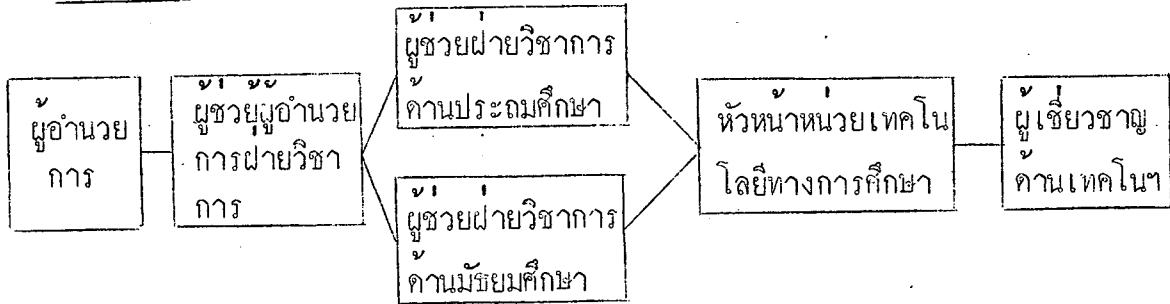 ผู้อำนวย
การ
ผู้ช่วยผู้อำนวย
การฝ่ายวิชา
การ
ผู้ช่วยฝ่ายวิชาการ
ด้านประถมศึกษา
ผู้ช่วยฝ่ายวิชาการ
ด้านมัธยมศึกษา
หัวหน้าหน่วยเทคโน
โลยีทางการศึกษา
ผู้เชี่ยวชาญ
ด้านเทคโนฯ